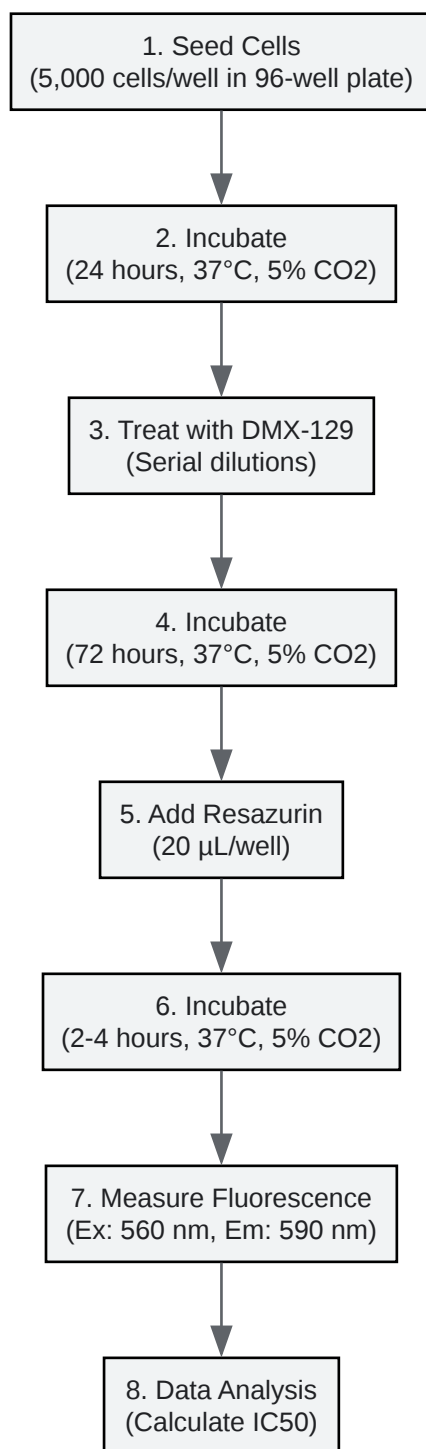 1. Seed Cells
(5,000 cells/well in 96-well plate)
2. Incubate
(24 hours, 37°C, 5% CO2)
3. Treat with DMX-129
(Serial dilutions)
4. Incubate
(72 hours, 37°C, 5% CO2)
5. Add Resazurin
(20 µL/well)
6. Incubate
(2-4 hours, 37°C, 5% CO2)
7. Measure Fluorescence
(Ex: 560 nm, Em: 590 nm)
8. Data Analysis
(Calculate IC50)